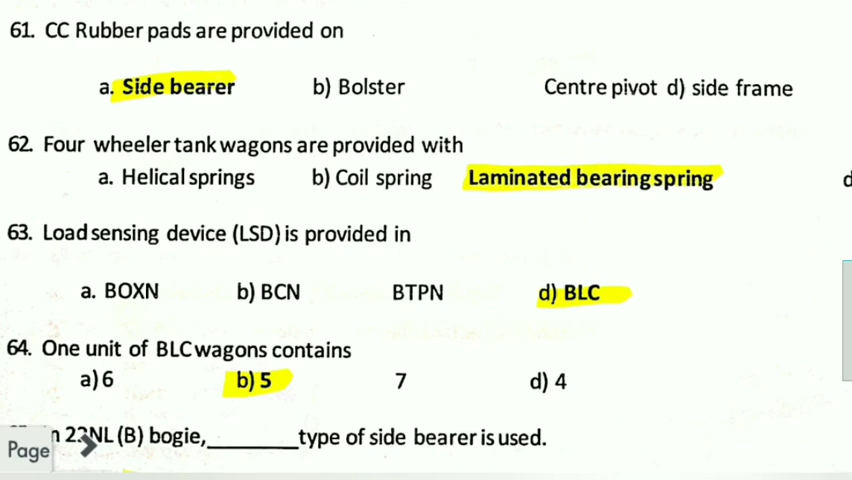 61. CC Rubber pads are provided on
a. Side bearer b) Bolster Centre pivot d) side frame
62. Four wheeler tank wagons are provided with
a. Helical springs b) Coil spring Laminated bearing spring
63. Load sensing device (LSD) is provided in
a. BOXN b) BCN BTPN d) BLC
64. One unit of BLC wagons contains
a) 6 b) 5 7 d) 4
22NL (B) bogie,________type of side bearer is used.
Page